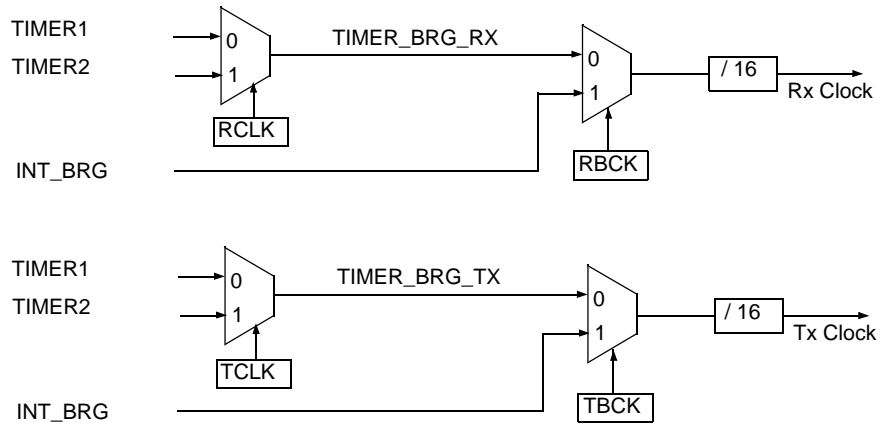 TIMER1
0
TIMER_BRG_RX
TIMER2
1
0
/ 16
1
Rx Clock
RCLK
INT_BRG
RBCK
TIMER1
0
TIMER_BRG_TX
TIMER2
1
0
/ 16
1
Tx Clock
TCLK
INT_BRG
TBCK